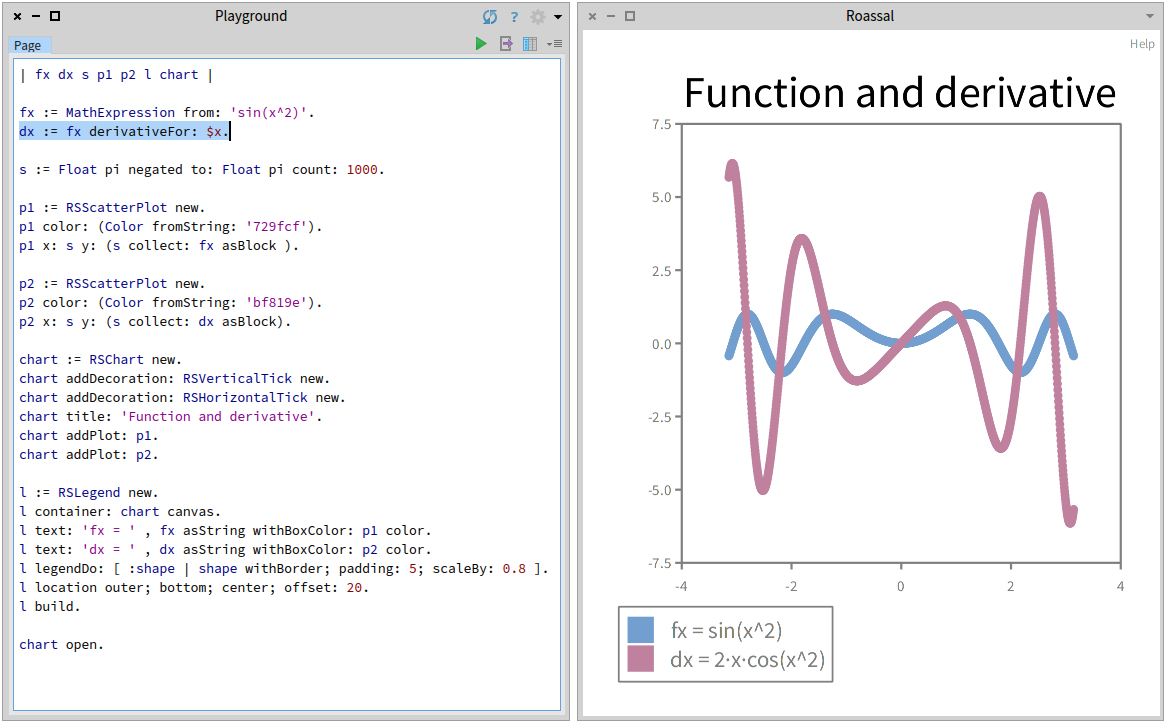 Playground
?
Page
| fx dx s p1 p2 l chart |
fx := MathExpression from: 'sin(x^2)'.
dx := fx derivativeFor: $x.
s := Float pi negated to: Float pi count: 1000.
p1 := RSScatterPlot new.
p1 color: (Color fromString: '729fcf').
p1 x: s y: (s collect: fx asBlock ).
p2 := RSScatterPlot new.
p2 color: (Color fromString: 'bf819e').
p2 x: s y: (s collect: dx asBlock).
chart := RSChart new.
chart addDecoration: RSVerticalTick new.
chart addDecoration: RSHorizontalTick new.
chart title: 'Function and derivative'.
chart addPlot: p1.
chart addPlot: p2.
l := RSLegend new.
l container: chart canvas.
l text: 'fx = ' , fx asString withBoxColor: p1 color.
l text: 'dx = ' , dx asString withBoxColor: p2 color.
l legendDo: [ :shape | shape withBorder; padding: 5; scaleBy: 0.8 ].
l location outer; bottom; center; offset: 20.
l build.
chart open.
Roassal
Help
Function and derivative
7.5
5.0
2.5
0.0
-2.5
-5.0
-7.5
-4 -2 0 2 4
fx = sin(x^2)
dx = 2·x·cos(x^2)